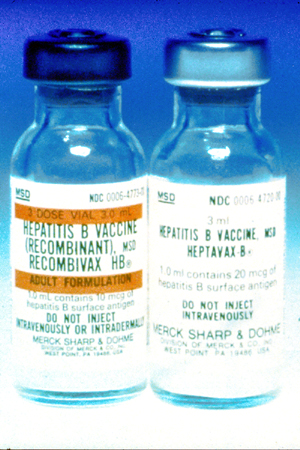 MSD NDC 0006-4773-00
3 DOSE VIAL 3.0 mL
HEPATITIS B VACCINE
(RECOMBINANT), MSD
RECOMBIVAX HB®
ADULT FORMULATION
1.0 mL contains 10 mcg of
hepatitis B surface antigen
DO NOT INJECT
INTRAVENOUSLY OR INTRADERMALLY
MERCK SHARP & DOHME
DIVISION OF MERCK & CO., INC.
WEST POINT, PA 19486 USA
MSD NDC 0006-4720-00
3 ml
HEPATITIS B VACCINE, MSD
HEPTAVAX-B®
1.0 ml contains 20 mcg of
hepatitis B surface antigen
DO NOT INJECT
INTRAVENOUSLY
MERCK SHARP & DOHME
DIVISION OF MERCK & CO., INC.
WEST POINT, PA 19486 USA